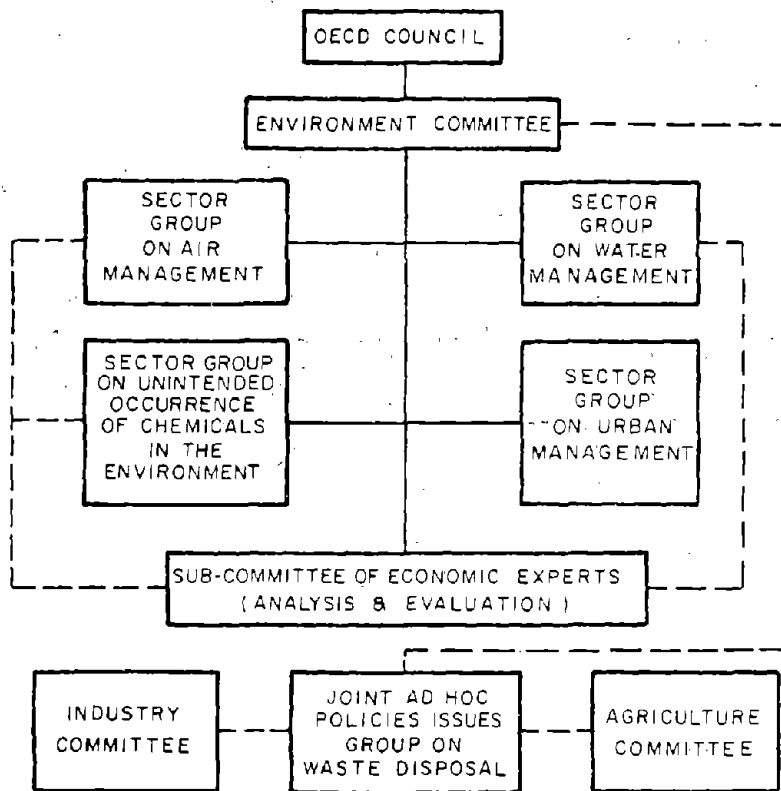 OECD COUNCIL
ENVIRONMENT COMMITTEE
SECTOR
GROUP
ON AIR
MANAGEMENT
SECTOR
GROUP
ON WATER
MANAGEMENT
SECTOR GROUP
ON UNINTENDED
OCCURRENCE
OF CHEMICALS
IN THE
ENVIRONMENT
SECTOR
GROUP
ON URBAN
MANAGEMENT
SUB-COMMITTEE OF ECONOMIC EXPERTS
(ANALYSIS & EVALUATION)
INDUSTRY
COMMITTEE
JOINT AD HOC
POLICIES ISSUES
GROUP ON
WASTE DISPOSAL
AGRICULTURE
COMMITTEE